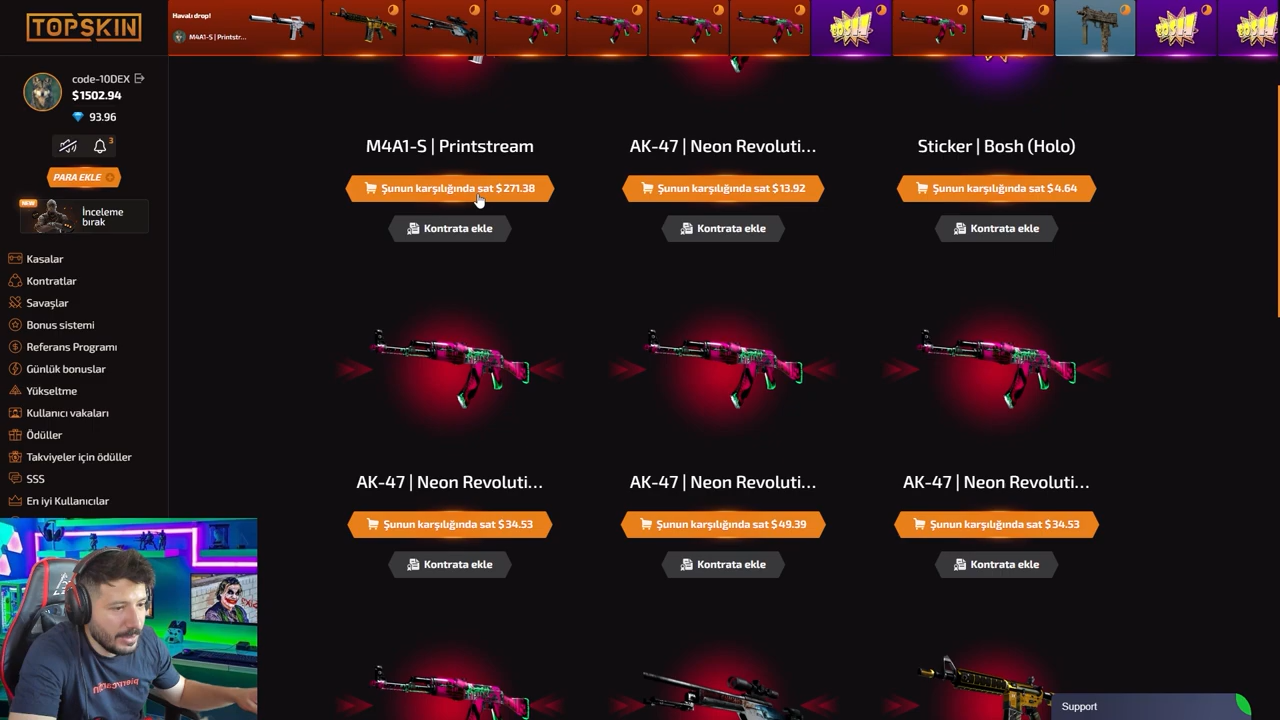 TOPSKIN
Havalı drop!
M4A1-S | Printstr...
code-10DEX
$1502.94
93.96
3
PARA EKLE
NEW
İnceleme
bırak
Kasalar
Kontratlar
Savaşlar
Bonus sistemi
Referans Programı
Günlük bonuslar
Yükseltme
Kullanıcı vakaları
Ödüller
Takviyeler için ödüller
SSS
En iyi Kullanıcılar
M4A1-S | Printstream
AK-47 | Neon Revoluti...
Sticker | Bosh (Holo)
Şunun karşılığında sat $271.38
Şunun karşılığında sat $13.92
Şunun karşılığında sat $4.64
Kontrata ekle
Kontrata ekle
Kontrata ekle
AK-47 | Neon Revoluti...
AK-47 | Neon Revoluti...
AK-47 | Neon Revoluti...
Şunun karşılığında sat $34.53
Şunun karşılığında sat $49.39
Şunun karşılığında sat $34.53
Kontrata ekle
Kontrata ekle
Kontrata ekle
Support